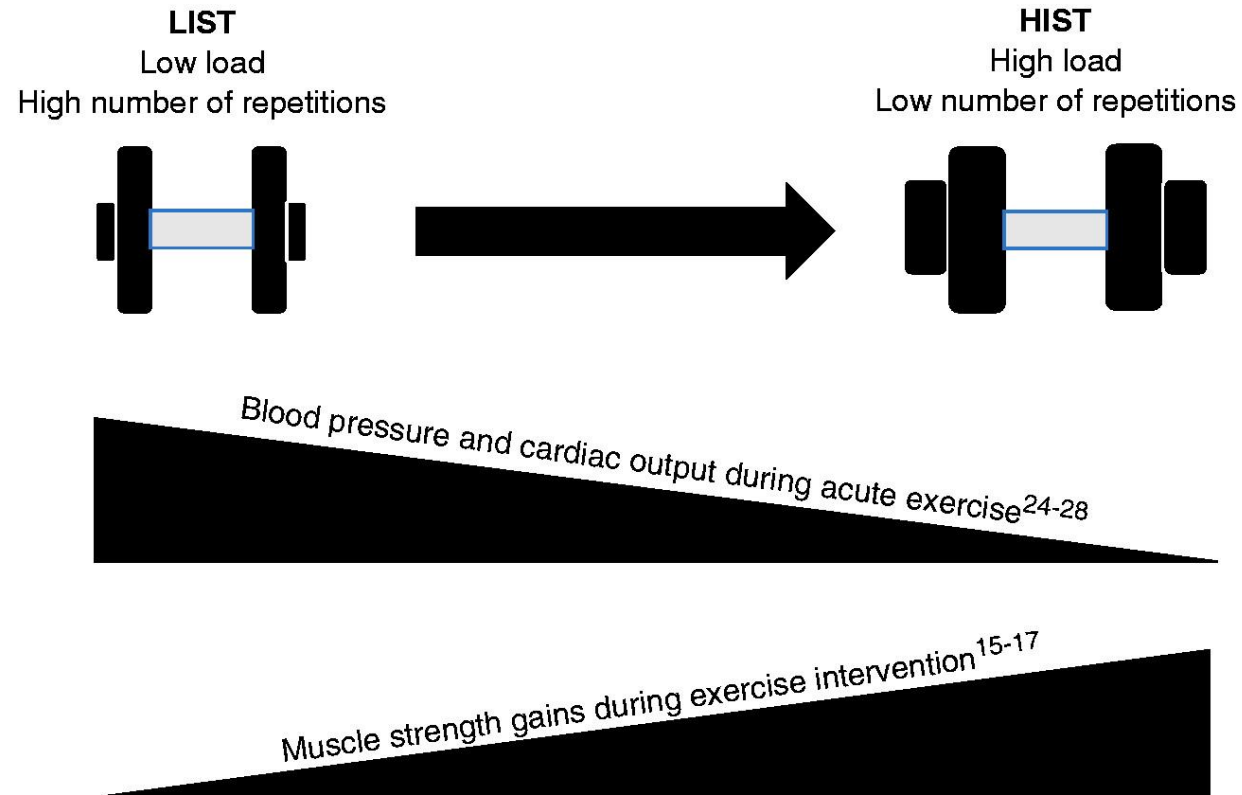 LIST
Low load
High number of repetitions
HIST
High load
Low number of repetitions
Blood pressure and cardiac output during acute exercise24-28
Muscle strength gains during exercise intervention15-17